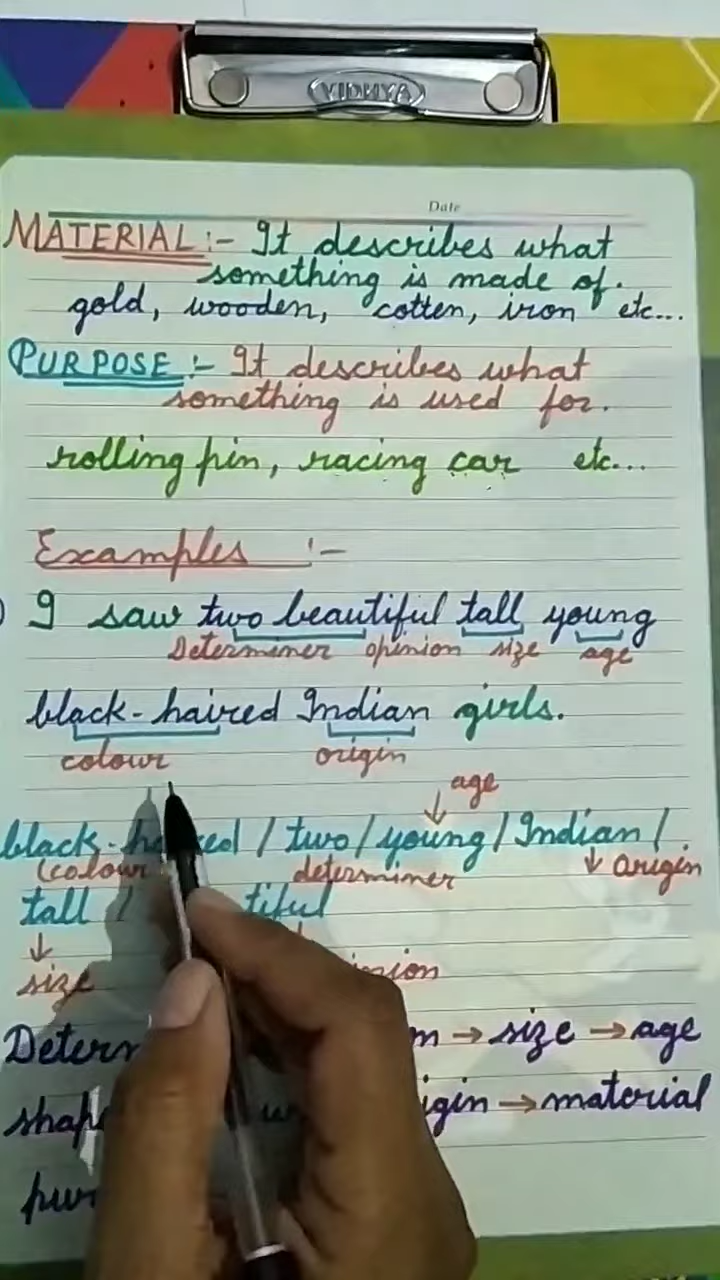 VIDHYA
Date
MATERIAL :- It describes what
something is made of.
gold, wooden, cotten, iron etc...
PURPOSE :- It describes what
something is used for.
rolling pin, racing car etc...
Examples :-
I saw two beautiful tall young
Determiner opinion size age
black-haired Indian girls.
colour origin
age
black-haired / two / young / Indian /
(colour determiner origin
tall /
size
→ size → age
→ material